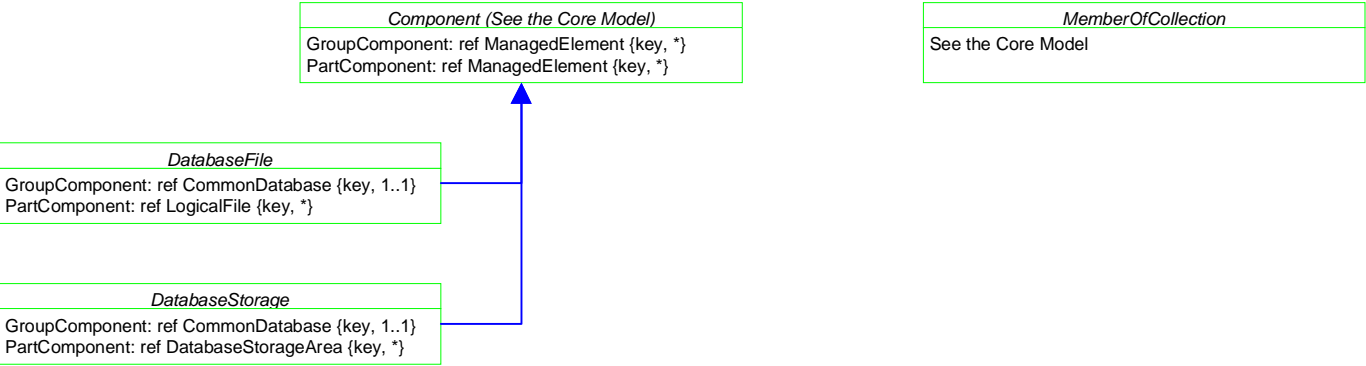 Component (See the Core Model)
GroupComponent: ref ManagedElement {key, *}
PartComponent: ref ManagedElement {key, *}
MemberOfCollection
See the Core Model
DatabaseFile
GroupComponent: ref CommonDatabase {key, 1..1}
PartComponent: ref LogicalFile {key, *}
DatabaseStorage
GroupComponent: ref CommonDatabase {key, 1..1}
PartComponent: ref DatabaseStorageArea {key, *}